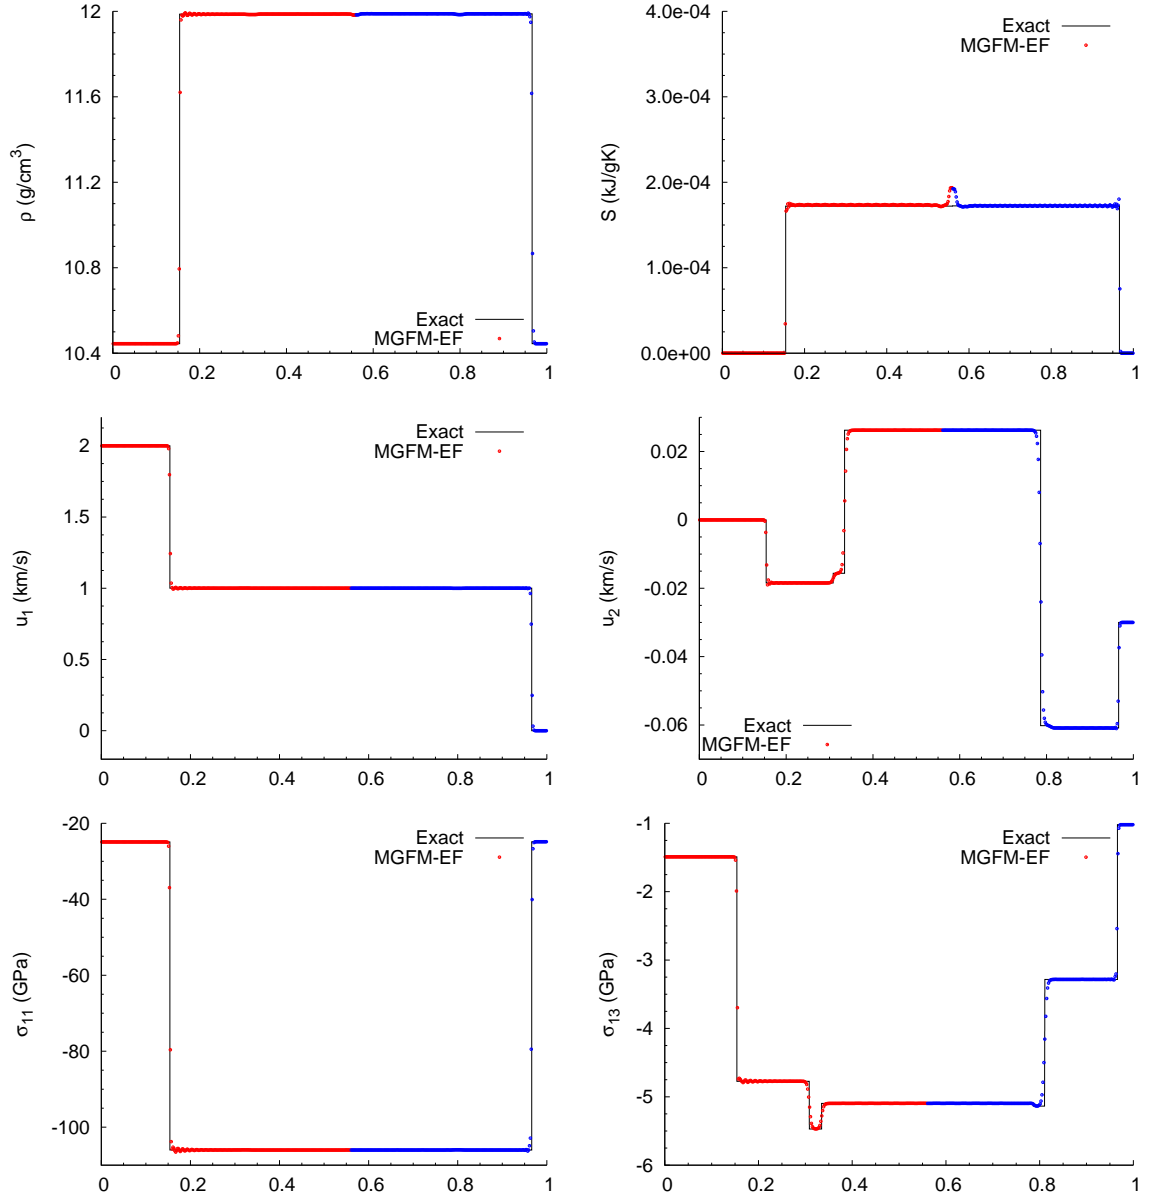 12
11.6
11.2
10.8
10.4
ρ (g/cm³)
Exact
MGFM-EF
0 0.2 0.4 0.6 0.8 1
4.0e-04
3.0e-04
2.0e-04
1.0e-04
0.0e+00
S (kJ/gK)
Exact
MGFM-EF
0 0.2 0.4 0.6 0.8 1
2
1.5
1
0.5
0
u₁ (km/s)
Exact
MGFM-EF
0 0.2 0.4 0.6 0.8 1
0.02
0
-0.02
-0.04
-0.06
u₂ (km/s)
Exact
MGFM-EF
0 0.2 0.4 0.6 0.8 1
-20
-40
-60
-80
-100
σ₁₁ (GPa)
Exact
MGFM-EF
0 0.2 0.4 0.6 0.8 1
-1
-2
-3
-4
-5
-6
σ₁₃ (GPa)
Exact
MGFM-EF
0 0.2 0.4 0.6 0.8 1